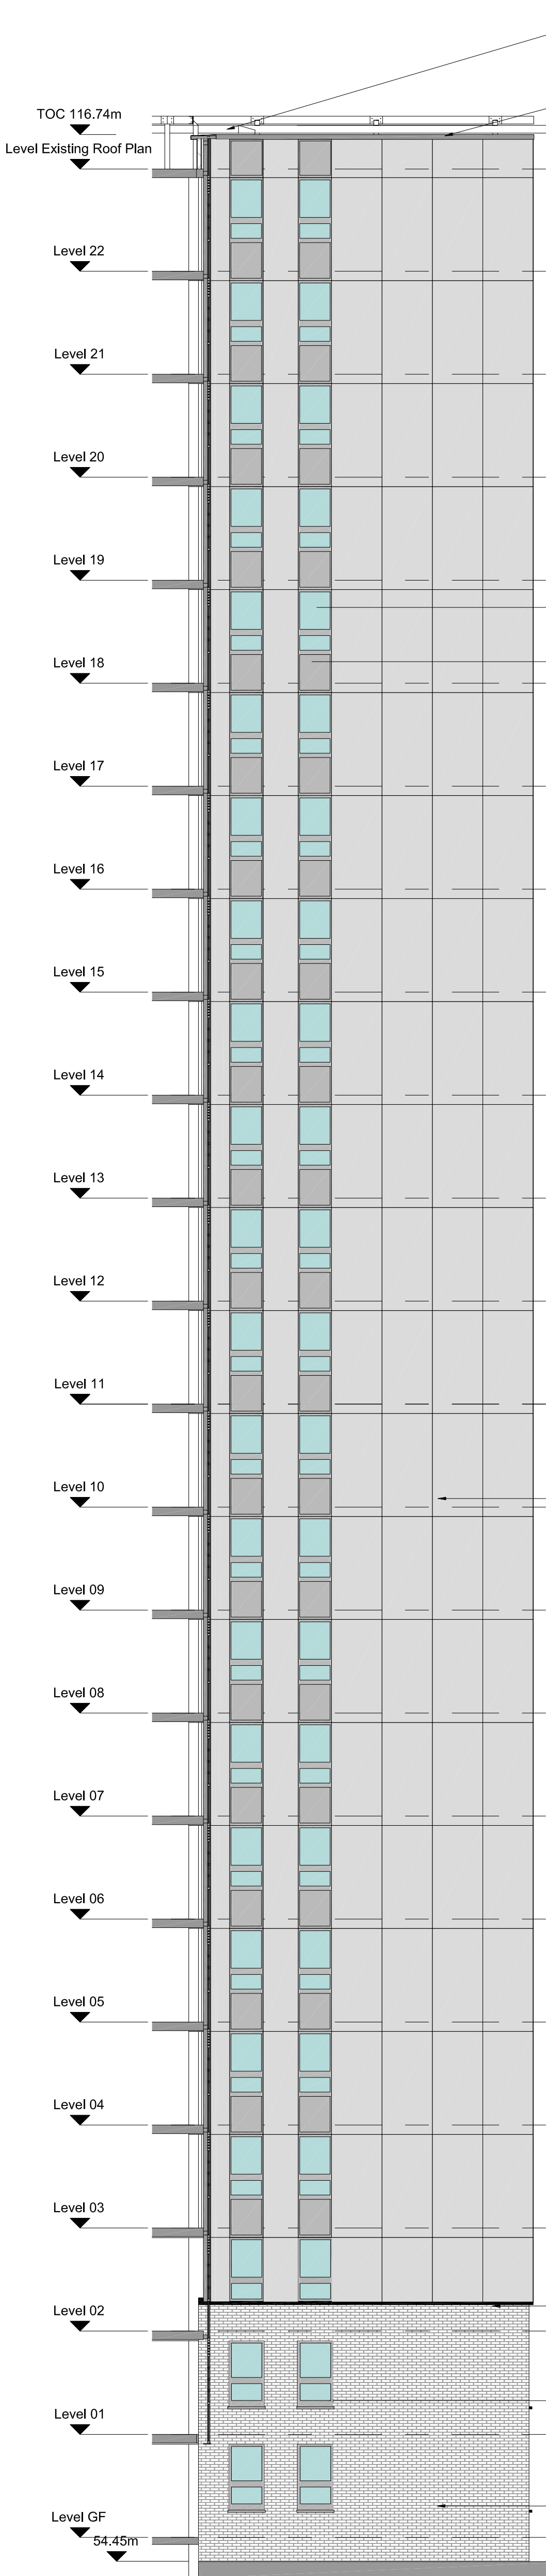 TOC 116.74m
Level Existing Roof Plan
Level 22
Level 21
Level 20
Level 19
Level 18
Level 17
Level 16
Level 15
Level 14
Level 13
Level 12
Level 11
Level 10
Level 09
Level 08
Level 07
Level 06
Level 05
Level 04
Level 03
Level 02
Level 01
Level GF
54.45m